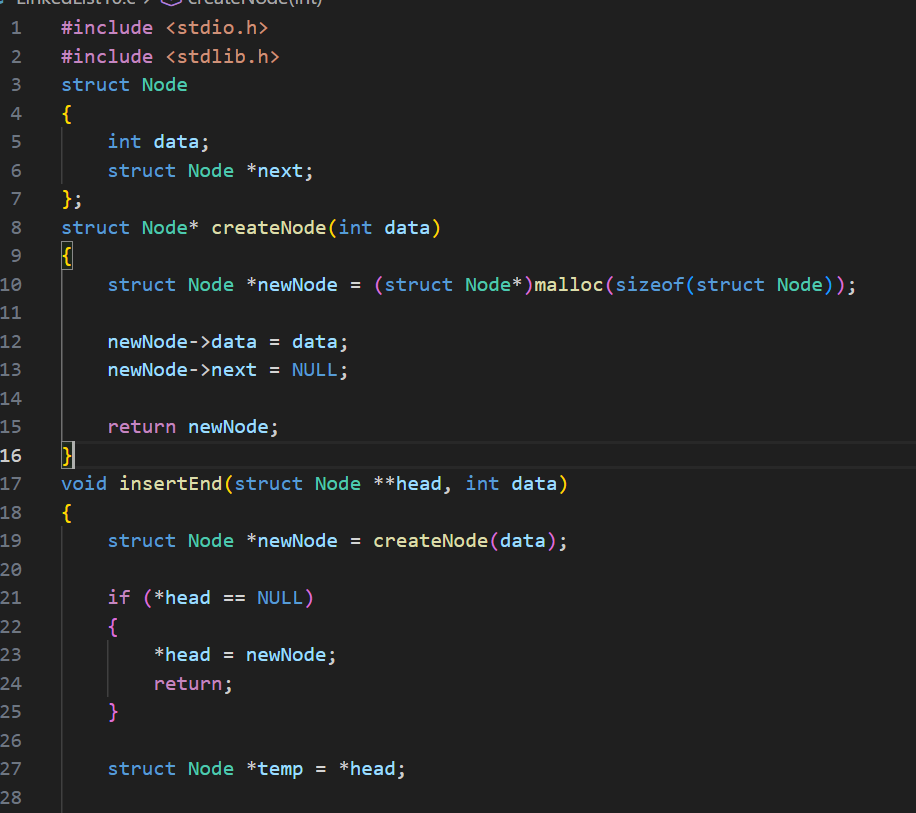 createNode(int)
1 #include <stdio.h>
2 #include <stdlib.h>
3 struct Node
4 {
5     int data;
6     struct Node *next;
7 };
8 struct Node* createNode(int data)
9 {
10     struct Node *newNode = (struct Node*)malloc(sizeof(struct Node));
11
12     newNode->data = data;
13     newNode->next = NULL;
14
15     return newNode;
16 }
17 void insertEnd(struct Node **head, int data)
18 {
19     struct Node *newNode = createNode(data);
20
21     if (*head == NULL)
22     {
23         *head = newNode;
24         return;
25     }
26
27     struct Node *temp = *head;
28